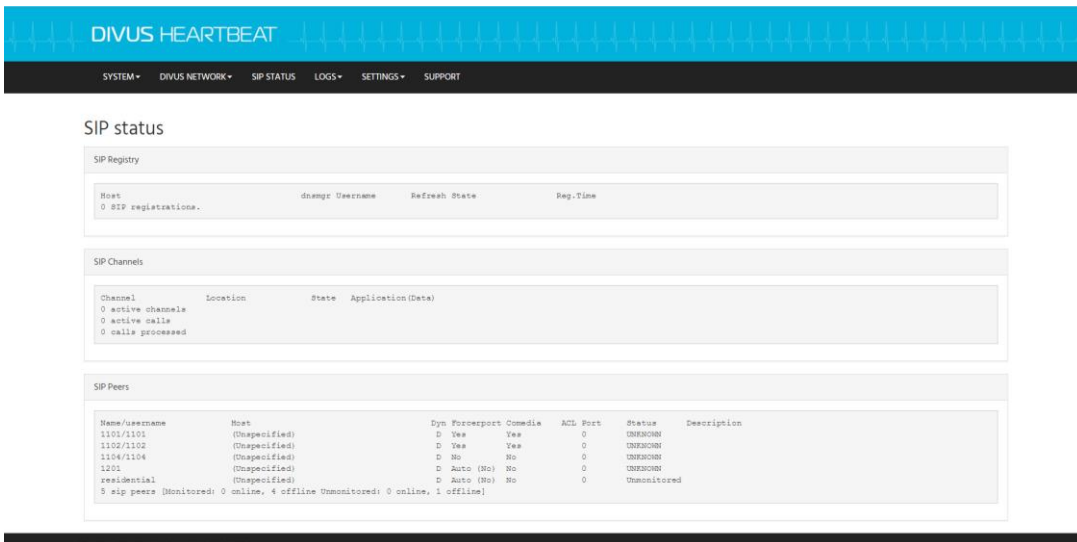 DIVUS HEARTBEAT
SYSTEM DIVUS NETWORK SIP STATUS LOGS SETTINGS SUPPORT
SIP status
SIP Registry
Host dnsmgr Username Refresh State Reg.Time
0 SIP registrations.
SIP Channels
Channel Location State Application(Data)
0 active channels
0 active calls
0 calls processed
SIP Peers
Name/username Host Dyn Forcerport Comedia ACL Port Status Description
1101/1101 (Unspecified) D Yes Yes 0 UNKNOWN
1102/1102 (Unspecified) D Yes Yes 0 UNKNOWN
1104/1104 (Unspecified) D No No 0 UNKNOWN
1201 (Unspecified) D Auto (No) No 0 UNKNOWN
residential (Unspecified) D Auto (No) No 0 Unmonitored
5 sip peers [Monitored: 0 online, 4 offline Unmonitored: 0 online, 1 offline]